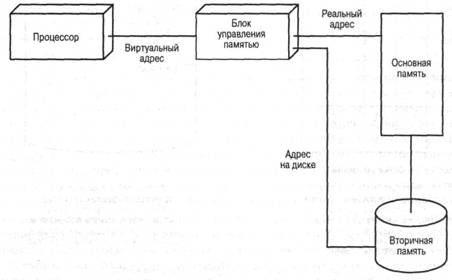 Процессор
Виртуальный
адрес
Блок
управления
памятью
Реальный
адрес
Основная
память
Адрес
на диске
Вторичная
память